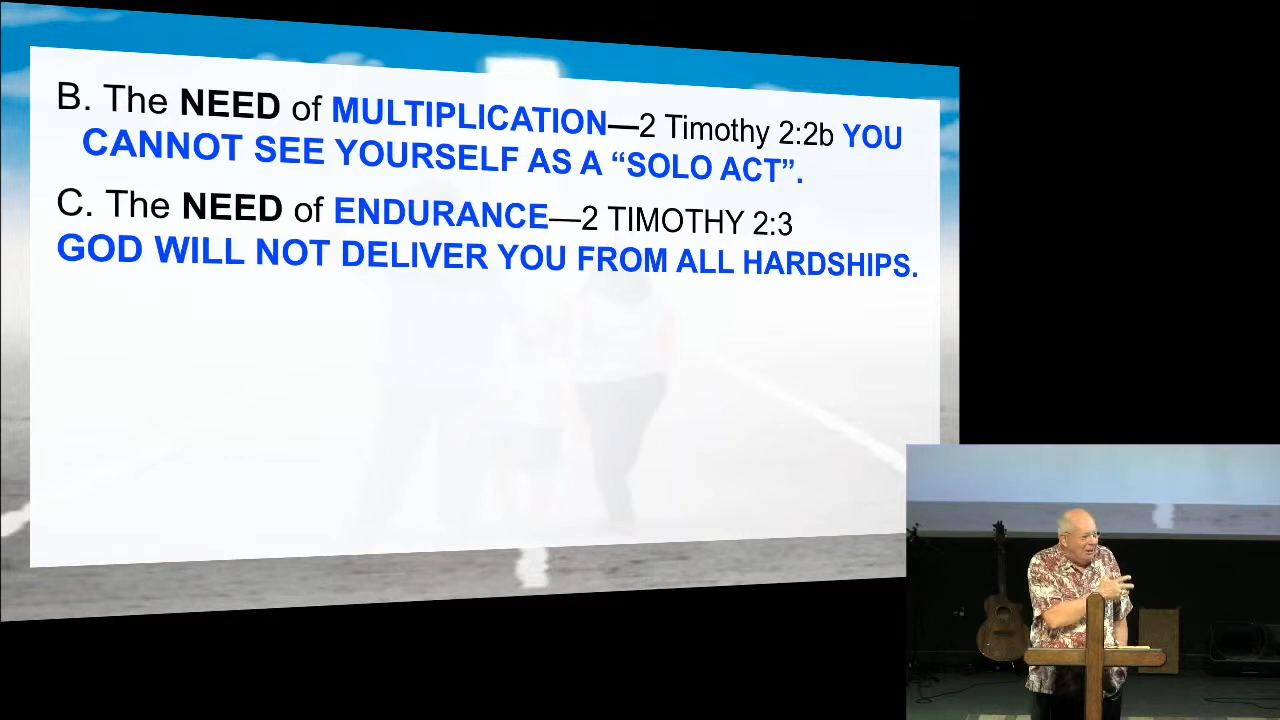 B. The NEED of MULTIPLICATION—2 Timothy 2:2b YOU
CANNOT SEE YOURSELF AS A “SOLO ACT”.
C. The NEED of ENDURANCE—2 TIMOTHY 2:3
GOD WILL NOT DELIVER YOU FROM ALL HARDSHIPS.